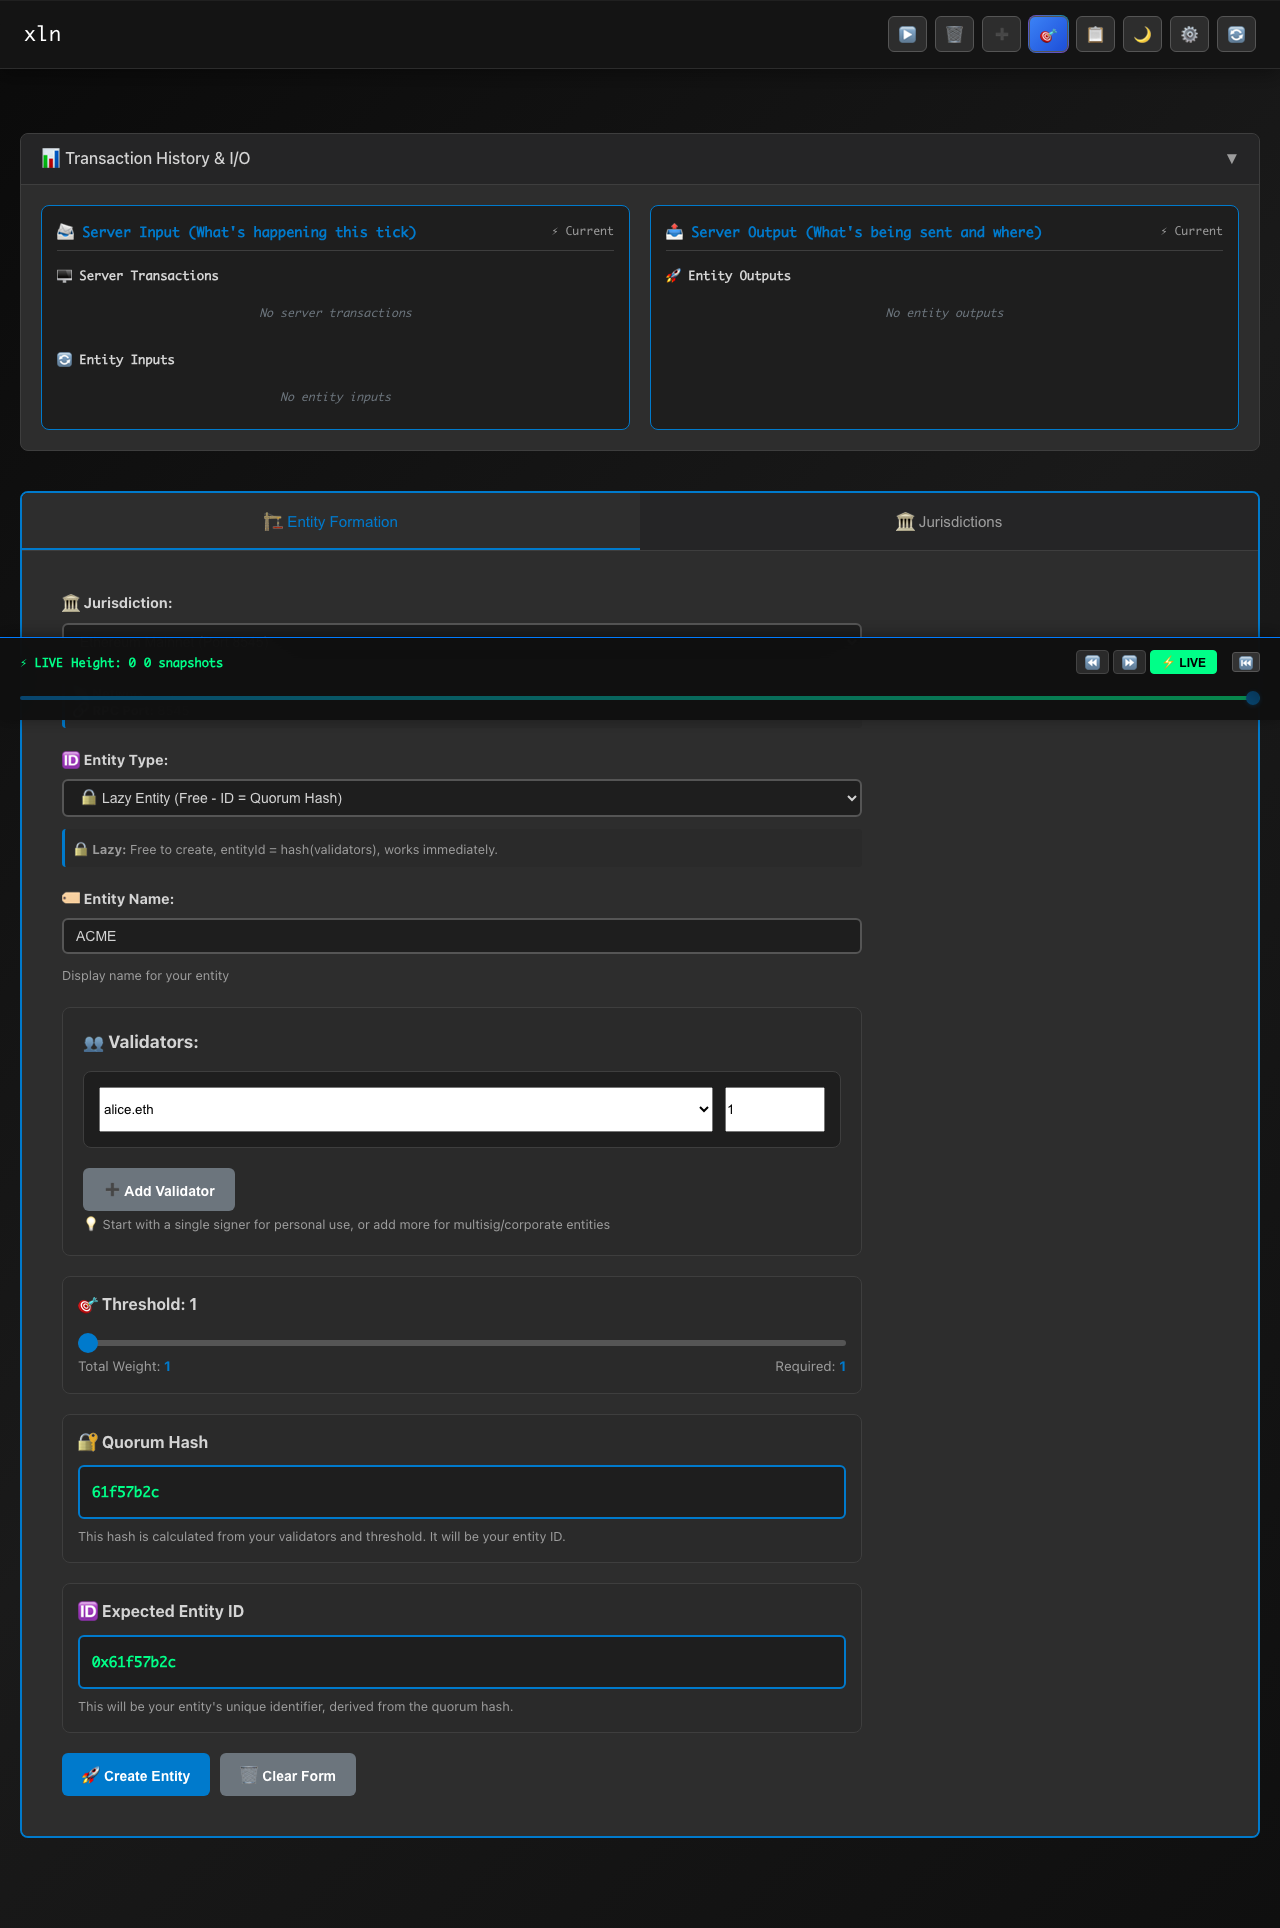 xln
Transaction History & I/O
▼
Server Input (What's happening this tick)
⚡ Current
Server Transactions
No server transactions
Entity Inputs
No entity inputs
Server Output (What's being sent and where)
⚡ Current
Entity Outputs
No entity outputs
Entity Formation
Jurisdictions
Jurisdiction:
⚡ LIVE Height: 0 0 snapshots
⚡ LIVE
Entity Type:
Lazy Entity (Free - ID = Quorum Hash)
Lazy: Free to create, entityId = hash(validators), works immediately.
Entity Name:
ACME
Display name for your entity
Validators:
alice.eth
1
Add Validator
Start with a single signer for personal use, or add more for multisig/corporate entities
Threshold: 1
Total Weight: 1
Required: 1
Quorum Hash
61f57b2c
This hash is calculated from your validators and threshold. It will be your entity ID.
Expected Entity ID
0x61f57b2c
This will be your entity's unique identifier, derived from the quorum hash.
Create Entity
Clear Form